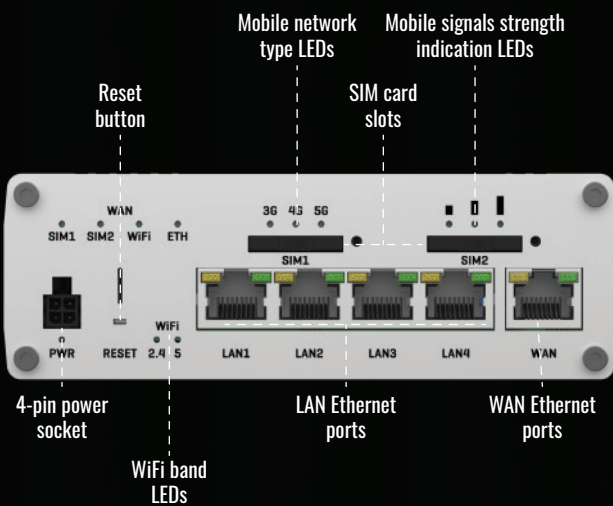 Mobile network
type LEDs
Mobile signals strength
indication LEDs
Reset
button
SIM card
slots
WAN
SIM1 SIM2 WiFi ETH
3G 4G 5G
SIM1
SIM2
WiFi
PWR RESET 2.4 5 LAN1 LAN2 LAN3 LAN4 WAN
4-pin power
socket
LAN Ethernet
ports
WAN Ethernet
ports
WiFi band
LEDs